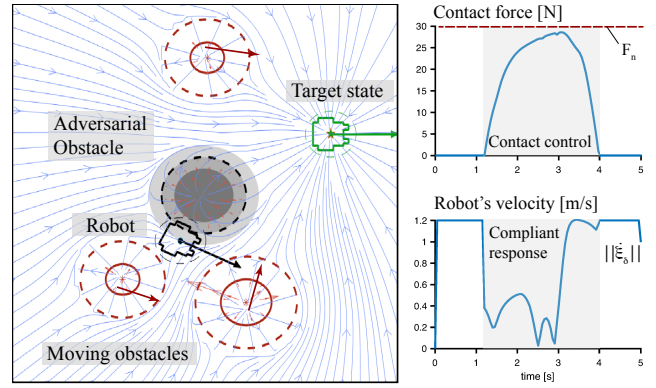 Target state
Adversarial
Obstacle
Robot
Moving obstacles
Contact force [N]
30
25
20
15
10
5
0
F_n
Contact control
0
1
2
3
4
5
Robot's velocity [m/s]
1.2
1
0.8
0.6
0.4
0.2
0
Compliant
response
||ξ̇_δ||
0
1
2
3
4
5
time [s]